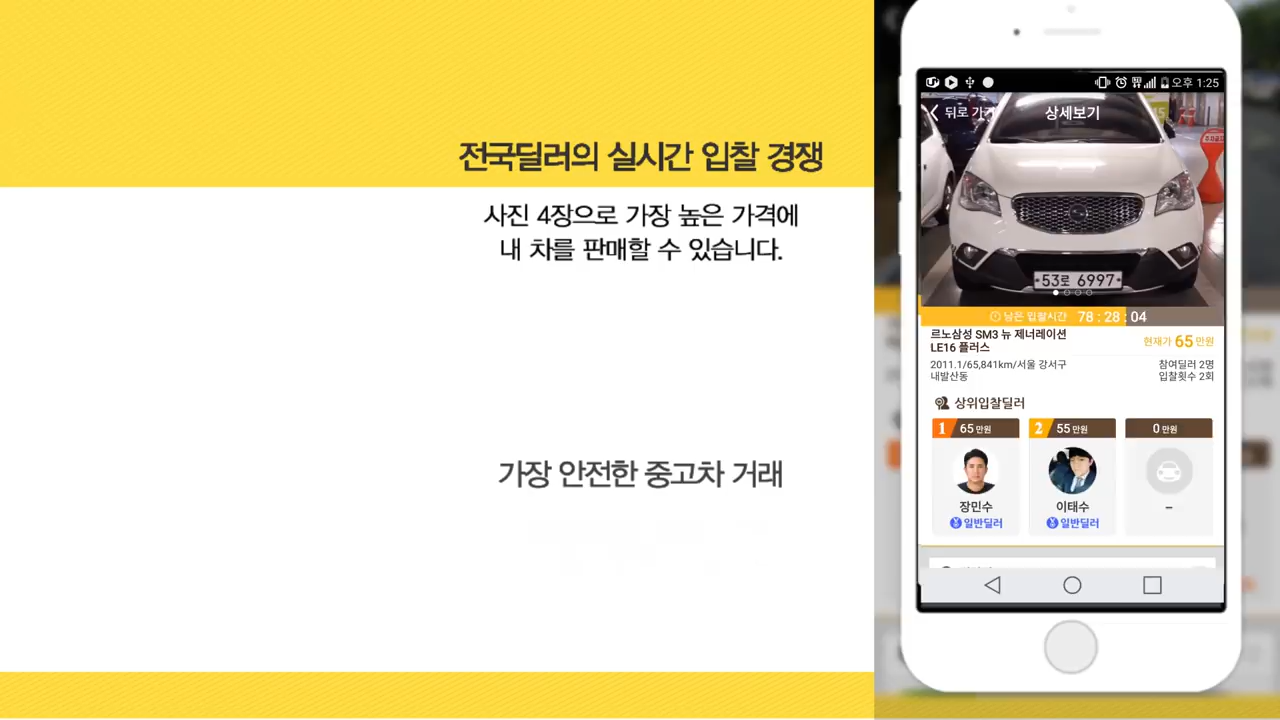 전국딜러의 실시간 입찰 경쟁
사진 4장으로 가장 높은 가격에
내 차를 판매할 수 있습니다.
가장 안전한 중고차 거래
오후 1:25
뒤로 가기
상세보기
53로 6997
남은 입찰시간 78 : 28 : 04
르노삼성 SM3 뉴 제너레이션
LE16 플러스
현재가 65 만원
2011.1/65,841km/서울 강서구
내발산동
참여딜러 2명
입찰횟수 2회
상위입찰딜러
1 65 만원
2 55 만원
0 만원
장민수
이태수
-
일반딜러
일반딜러